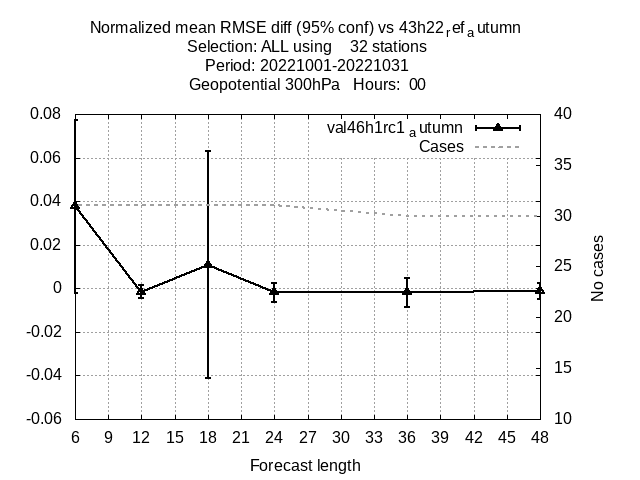 Normalized mean RMSE diff (95% conf) vs 43h22ref autumn
Selection: ALL using    32 stations
Period: 20221001-20221031
Geopotential 300hPa   Hours:  00
val46h1rc1autumn
Cases
0.08
0.06
0.04
0.02
0
-0.02
-0.04
-0.06
40
35
30
25
20
15
10
No cases
6 9 12 15 18 21 24 27 30 33 36 39 42 45 48
Forecast length